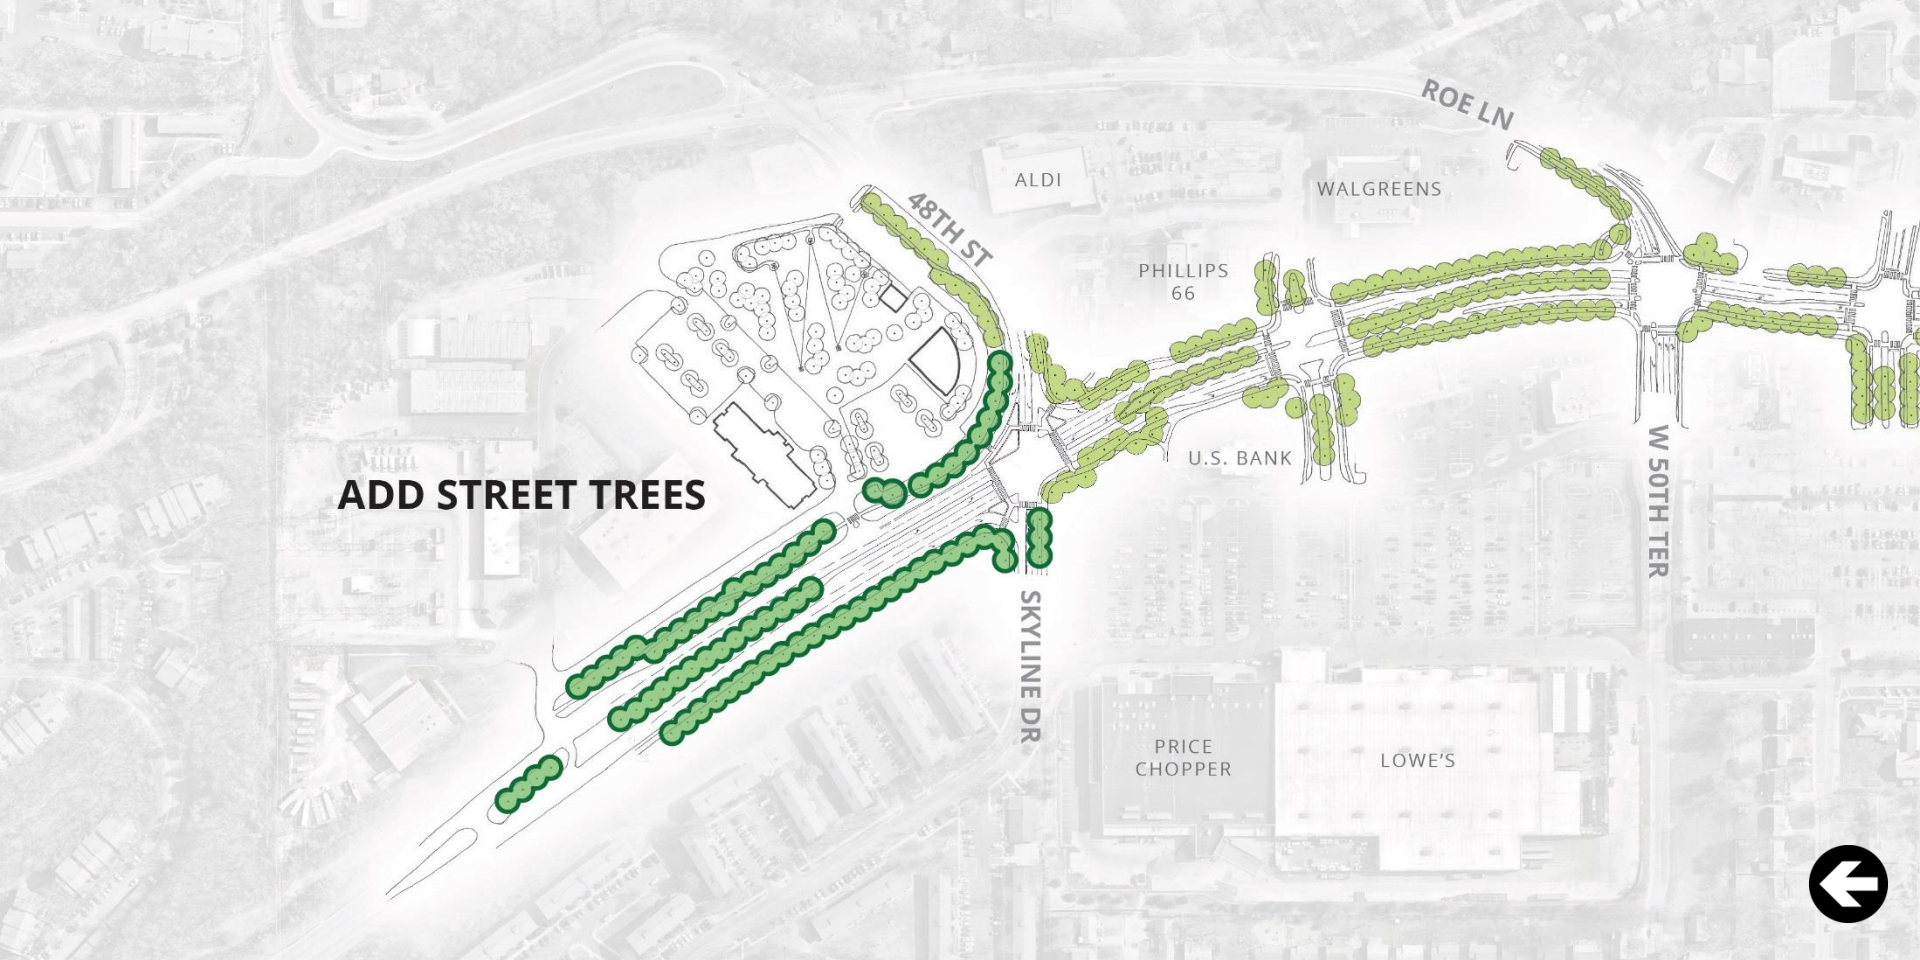 ROE LN
ALDI
WALGREENS
48TH ST
PHILLIPS
66
U.S. BANK
ADD STREET TREES
W 50TH TER
SKYLINE DR
PRICE
CHOPPER
LOWE'S